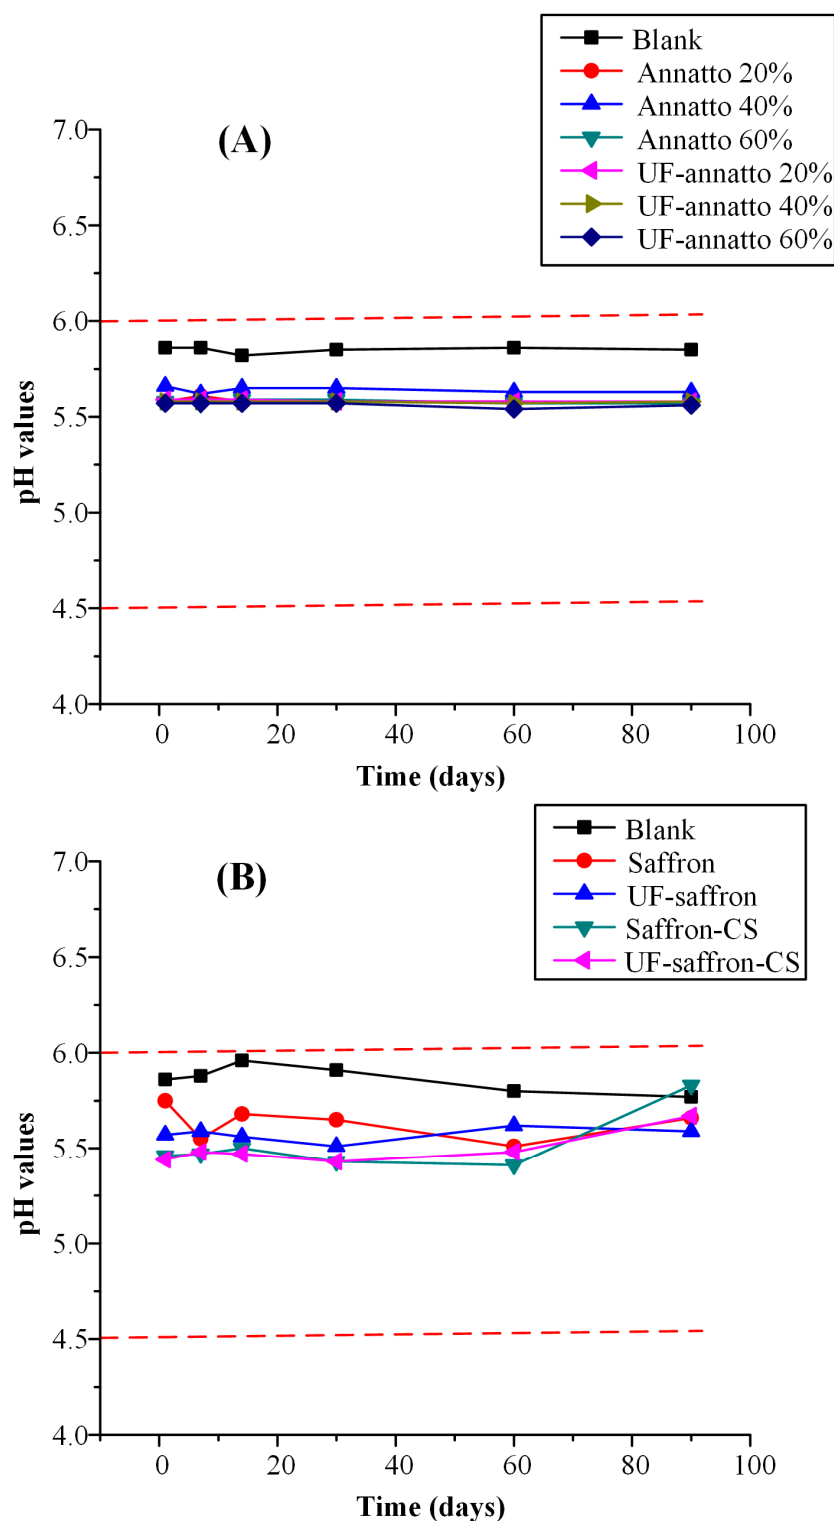 Blank
Annatto 20%
Annatto 40%
Annatto 60%
UF-annatto 20%
UF-annatto 40%
UF-annatto 60%
(A)
7.0
6.5
6.0
5.5
5.0
4.5
4.0
pH values
0 20 40 60 80 100
Time (days)
Blank
Saffron
UF-saffron
Saffron-CS
UF-saffron-CS
(B)
7.0
6.5
6.0
5.5
5.0
4.5
4.0
pH values
0 20 40 60 80 100
Time (days)